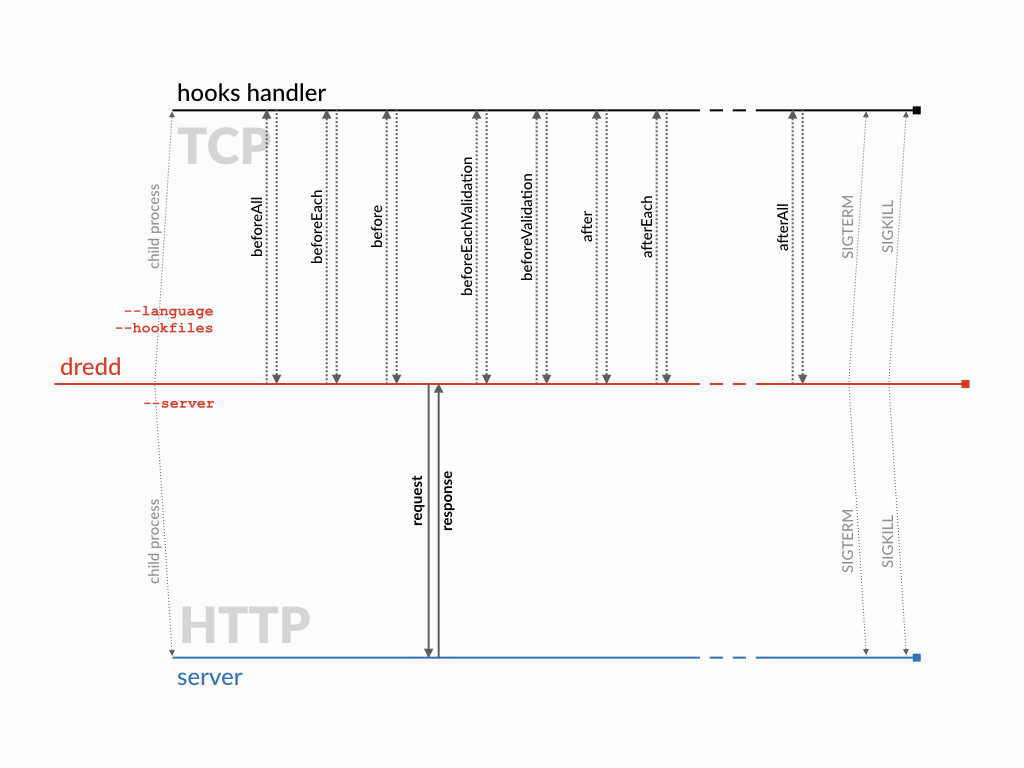 hooks handler
TCP
child process
beforeAll
beforeEach
before
beforeEachValidation
beforeValidation
after
afterEach
afterAll
SIGTERM
SIGKILL
--language
--hookfiles
dredd
--server
child process
request
response
SIGTERM
SIGKILL
HTTP
server